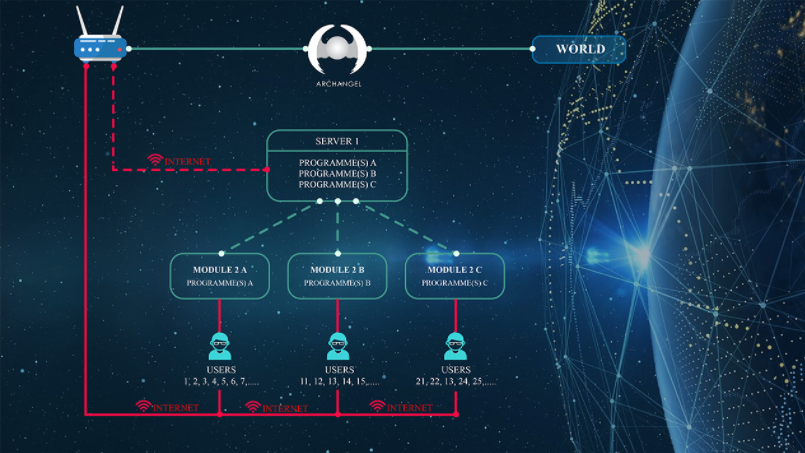 WORLD
ARCHANGEL
SERVER 1
PROGRAMME(S) A
PROGRAMME(S) B
PROGRAMME(S) C
INTERNET
MODULE 2 A
PROGRAMME(S) A
MODULE 2 B
PROGRAMME(S) B
MODULE 2 C
PROGRAMME(S) C
USERS
1, 2, 3, 4, 5, 6, 7,.....
USERS
11, 12, 13, 14, 15,.....
USERS
21, 22, 13, 24, 25,.....
INTERNET
INTERNET
INTERNET